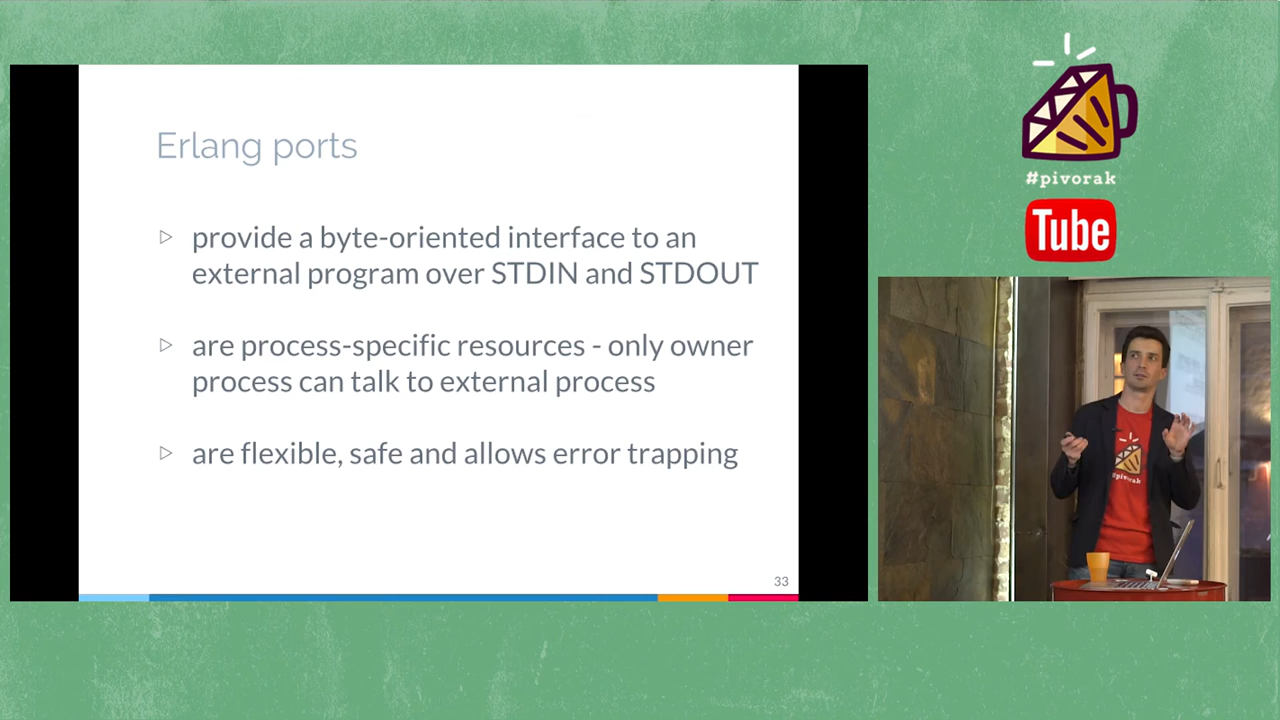 Erlang ports
provide a byte-oriented interface to an
external program over STDIN and STDOUT
are process-specific resources - only owner
process can talk to external process
are flexible, safe and allows error trapping
33
#pivorak
Tube
#pivorak